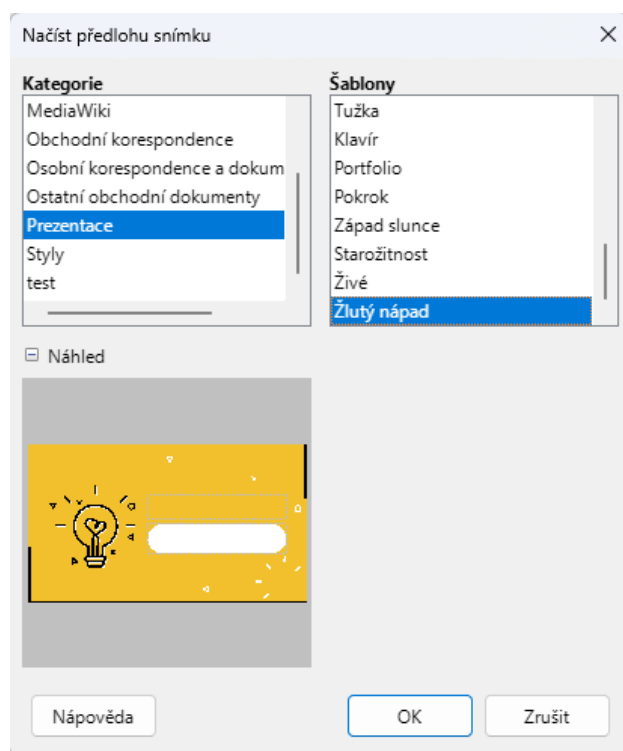 Načíst předlohu snímku
Kategorie
MediaWiki
Obchodní korespondence
Osobní korespondence a dokum
Ostatní obchodní dokumenty
Prezentace
Styly
test
Šablony
Tužka
Klavír
Portfolio
Pokrok
Západ slunce
Starožitnost
Živé
Žlutý nápad
Náhled
Nápověda
OK
Zrušit